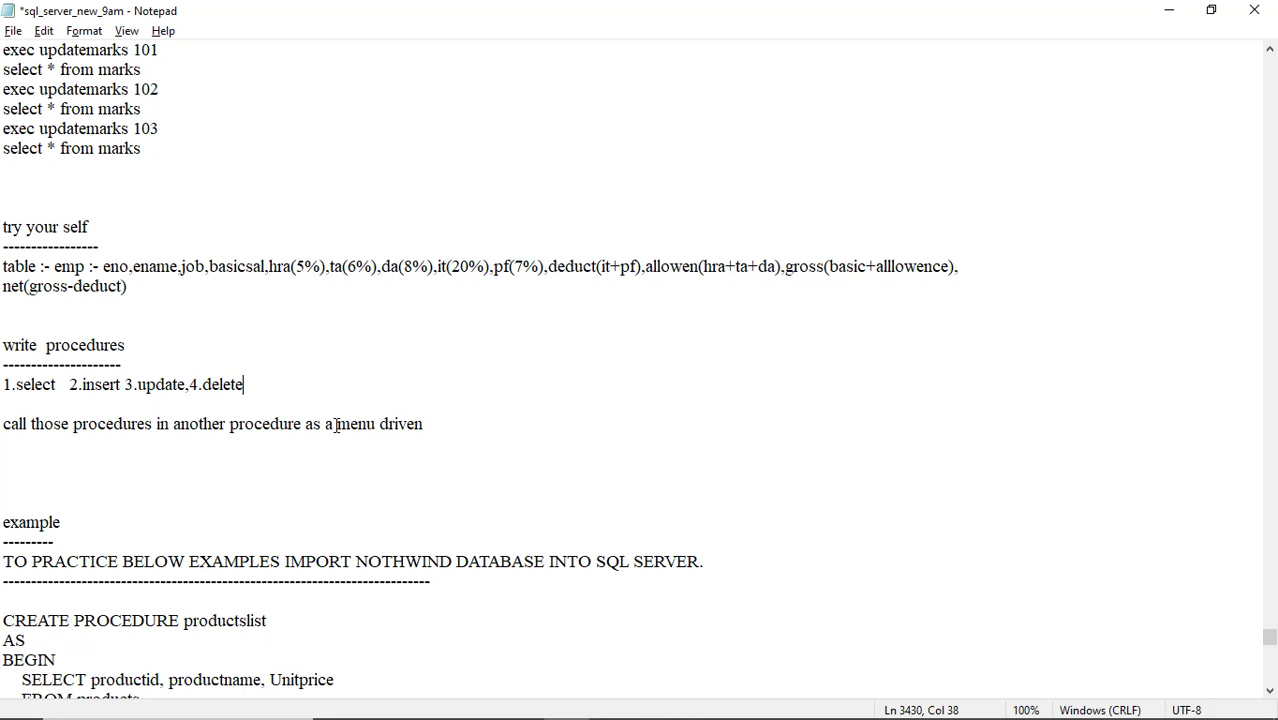 *sql_server_new_9am - Notepad
File Edit Format View Help
exec updatemarks 101
select * from marks
exec updatemarks 102
select * from marks
exec updatemarks 103
select * from marks
try your self
-----------------
table :- emp :- eno,ename,job,basicsal,hra(5%),ta(6%),da(8%),it(20%),pf(7%),deduct(it+pf),allowen(hra+ta+da),gross(basic+alllowence),
net(gross-deduct)
write  procedures
---------------------
1.select   2.insert 3.update,4.delete
call those procedures in another procedure as a menu driven
example
---------
TO PRACTICE BELOW EXAMPLES IMPORT NOTHWIND DATABASE INTO SQL SERVER.
----------------------------------------------------------------------------
CREATE PROCEDURE productslist
AS
BEGIN
    SELECT productid, productname, Unitprice
    FROM products
Ln 3430, Col 38 100% Windows (CRLF) UTF-8